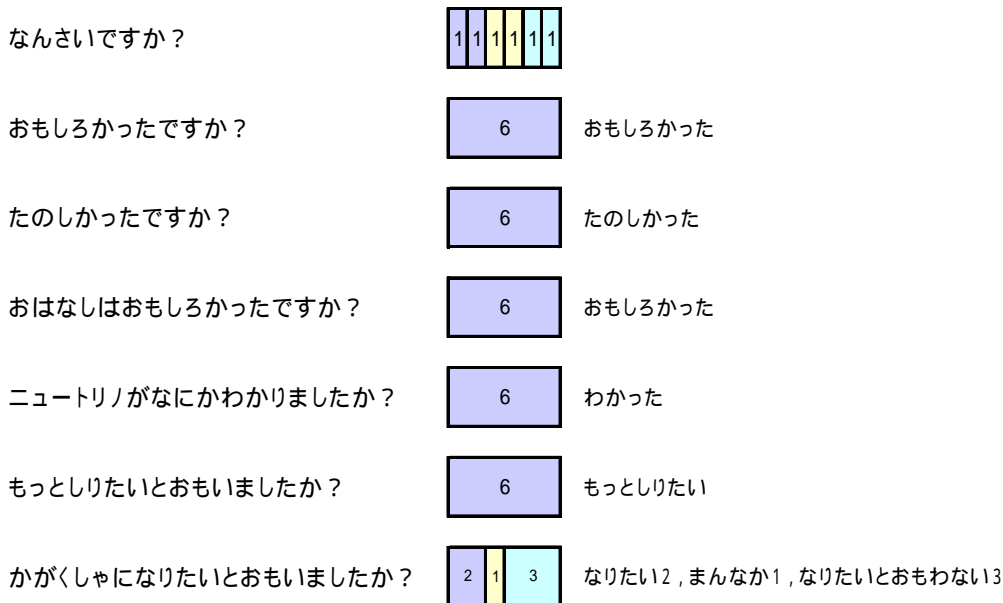 なんさいですか？ 1 1 1 1 1 1
おもしろかったですか？ 6 おもしろかった
たのしかったですか？ 6 たのしかった
おはなしはおもしろかったですか？ 6 おもしろかった
ニュートリノがなにかわかりましたか？ 6 わかった
もっとしりたいとおもいましたか？ 6 もっとしりたい
かがくしゃになりたいとおもいましたか？ 2 1 3 なりたい2，まんなか1，なりたいとおもわない3